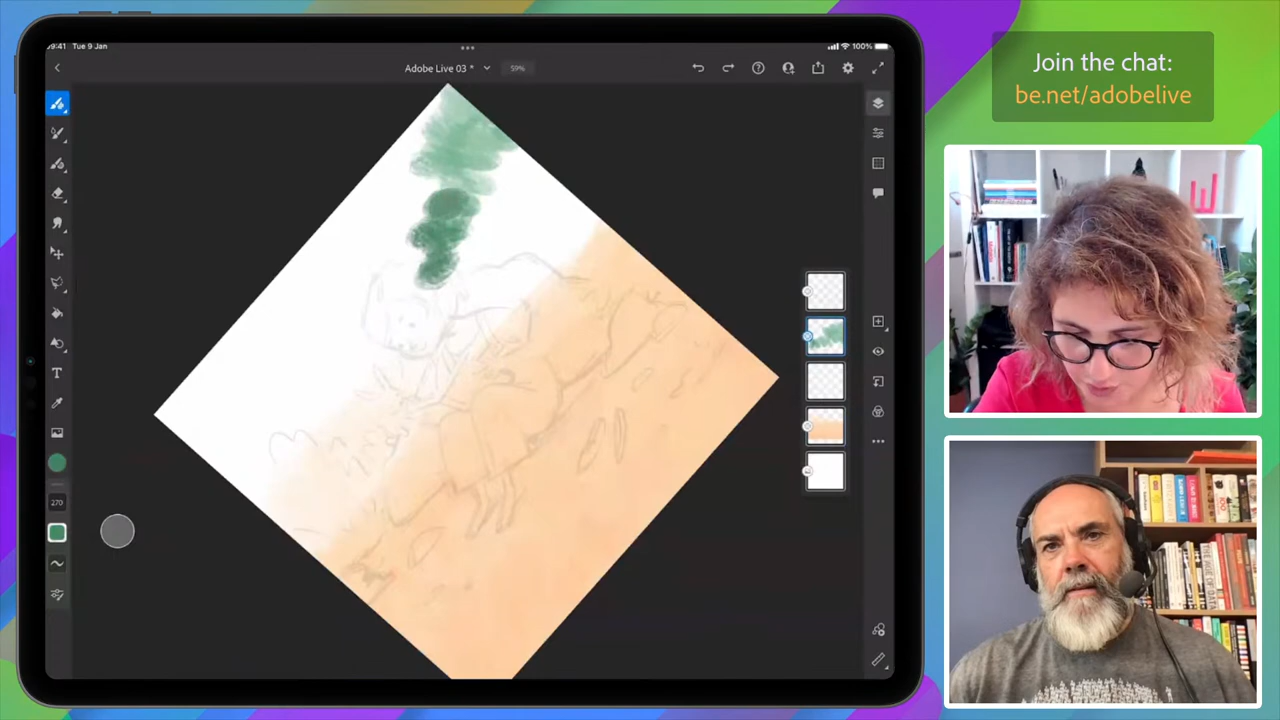 9:41 Tue 9 Jan
100%
Adobe Live 03 *
59%
T
270
Join the chat:
be.net/adobelive